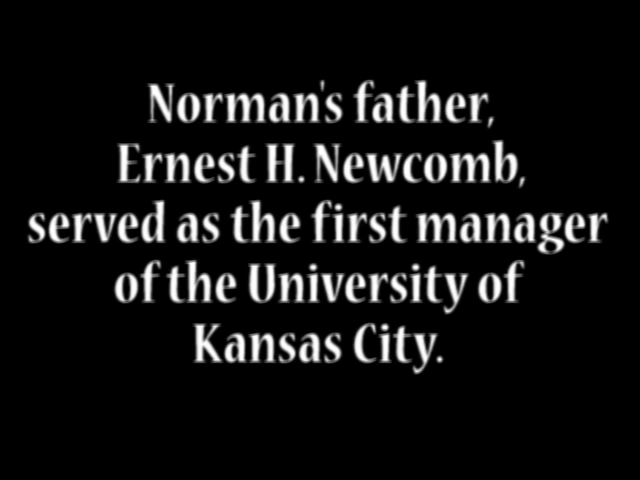 Norman's father,
Ernest H. Newcomb,
served as the first manager
of the University of
Kansas City.